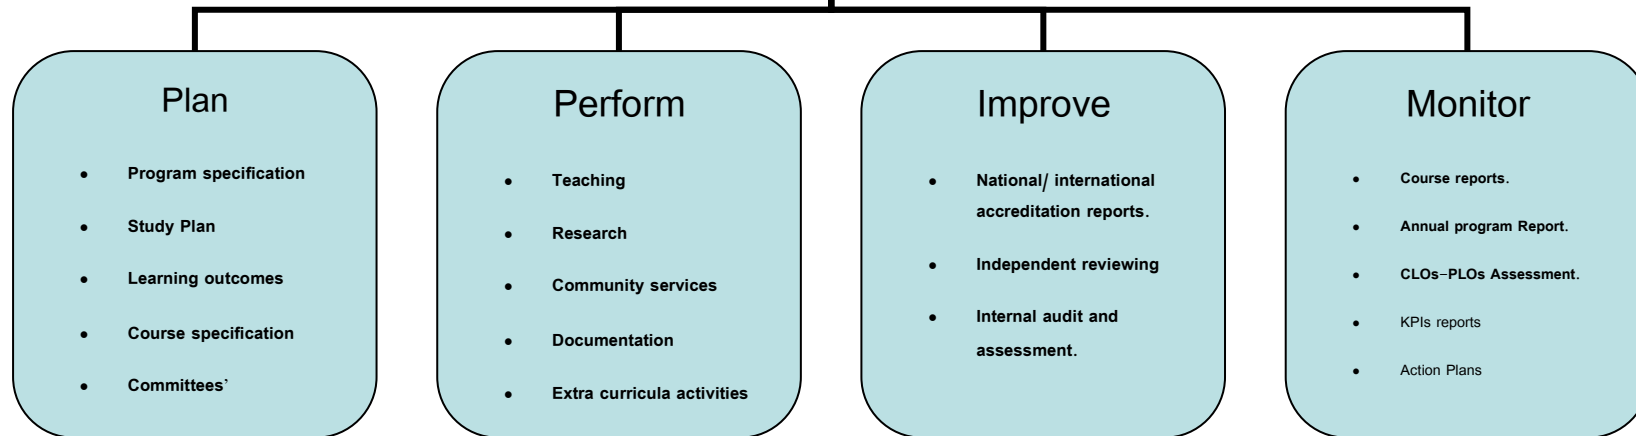 Plan
• Program specification
• Study Plan
• Learning outcomes
• Course specification
• Committees’
Perform
• Teaching
• Research
• Community services
• Documentation
• Extra curricula activities
Improve
• National/ international
accreditation reports.
• Independent reviewing
• Internal audit and
assessment.
Monitor
• Course reports.
• Annual program Report.
• CLOs-PLOs Assessment.
• KPIs reports
• Action Plans